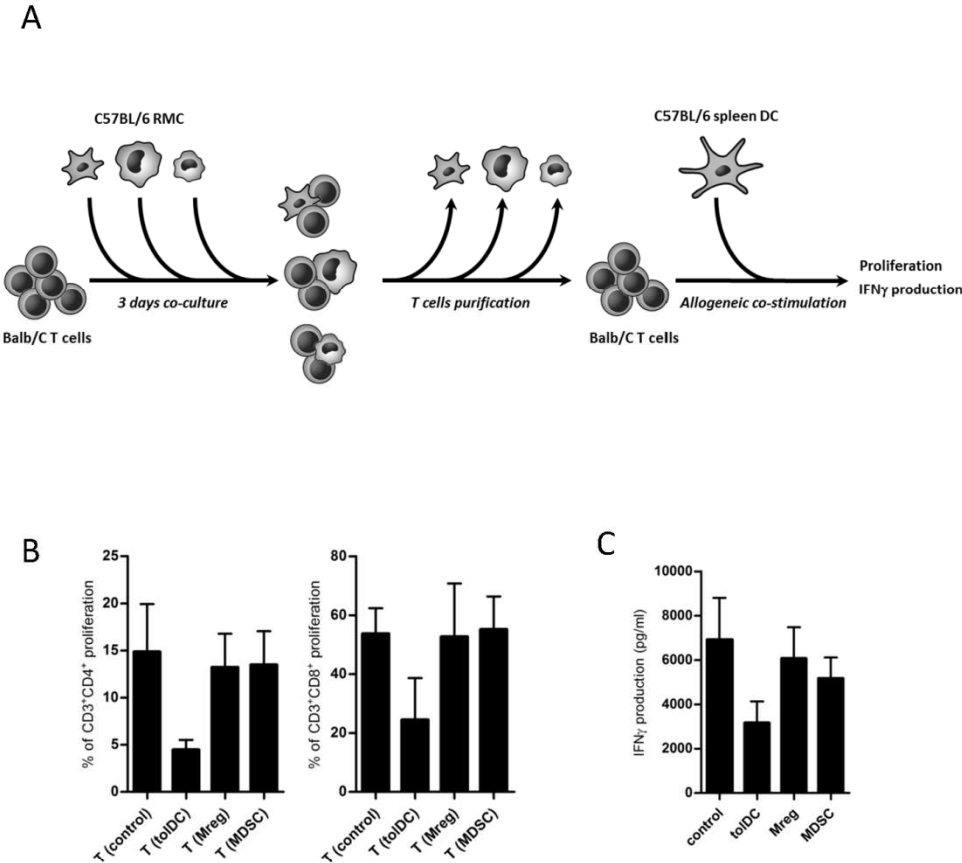 A
C57BL/6 RMC
C57BL/6 spleen DC
3 days co-culture
T cells purification
Allogeneic co-stimulation
Proliferation
IFNγ production
Balb/C T cells
Balb/C T cells
B
% of CD3⁺CD4⁺ proliferation
25
20
15
10
5
0
T (control)
T (tolDC)
T (Mreg)
T (MDSC)
% of CD3⁺CD8⁺ proliferation
80
60
40
20
0
T (control)
T (tolDC)
T (Mreg)
T (MDSC)
C
IFNγ production (pg/ml)
10000
8000
6000
4000
2000
0
control
tolDC
Mreg
MDSC